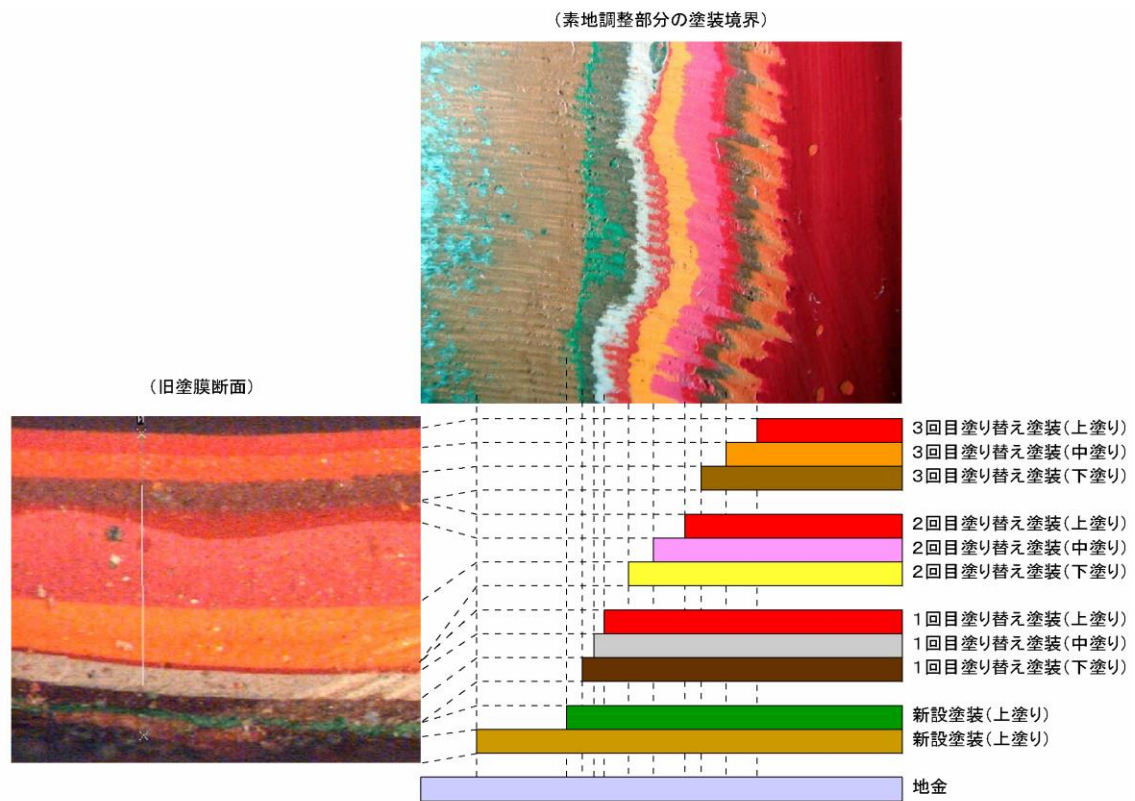 (素地調整部分の塗装境界)
(旧塗膜断面)
3回目塗り替え塗装(上塗り)
3回目塗り替え塗装(中塗り)
3回目塗り替え塗装(下塗り)
2回目塗り替え塗装(上塗り)
2回目塗り替え塗装(中塗り)
2回目塗り替え塗装(下塗り)
1回目塗り替え塗装(上塗り)
1回目塗り替え塗装(中塗り)
1回目塗り替え塗装(下塗り)
新設塗装(上塗り)
新設塗装(上塗り)
地金